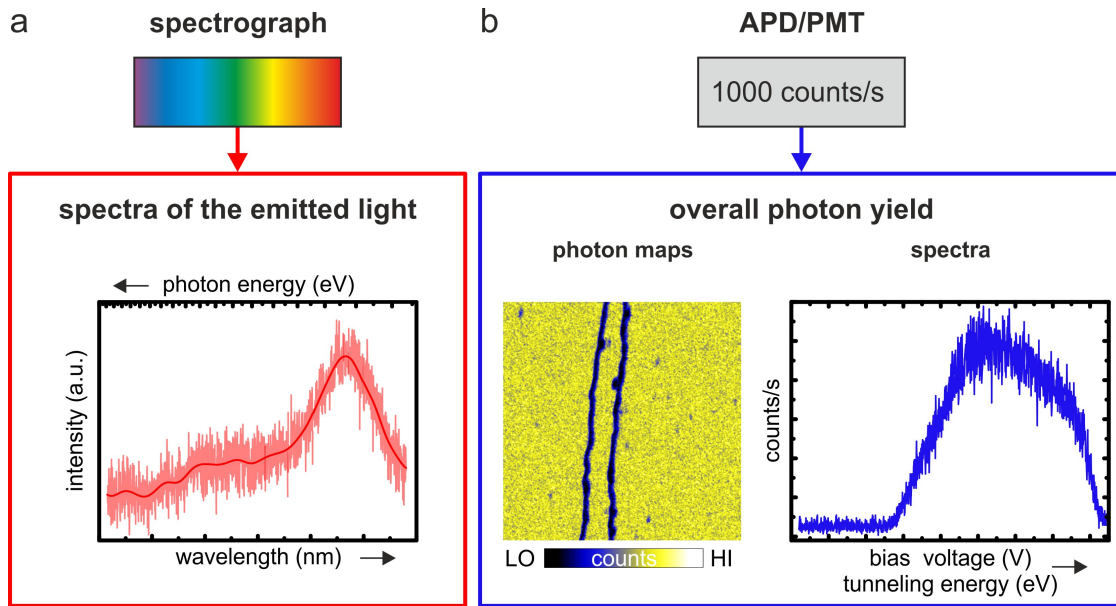 a
spectrograph
spectra of the emitted light
photon energy (eV)
intensity (a.u.)
wavelength (nm)
b
APD/PMT
1000 counts/s
overall photon yield
photon maps
LO
counts
HI
spectra
counts/s
bias voltage (V)
tunneling energy (eV)